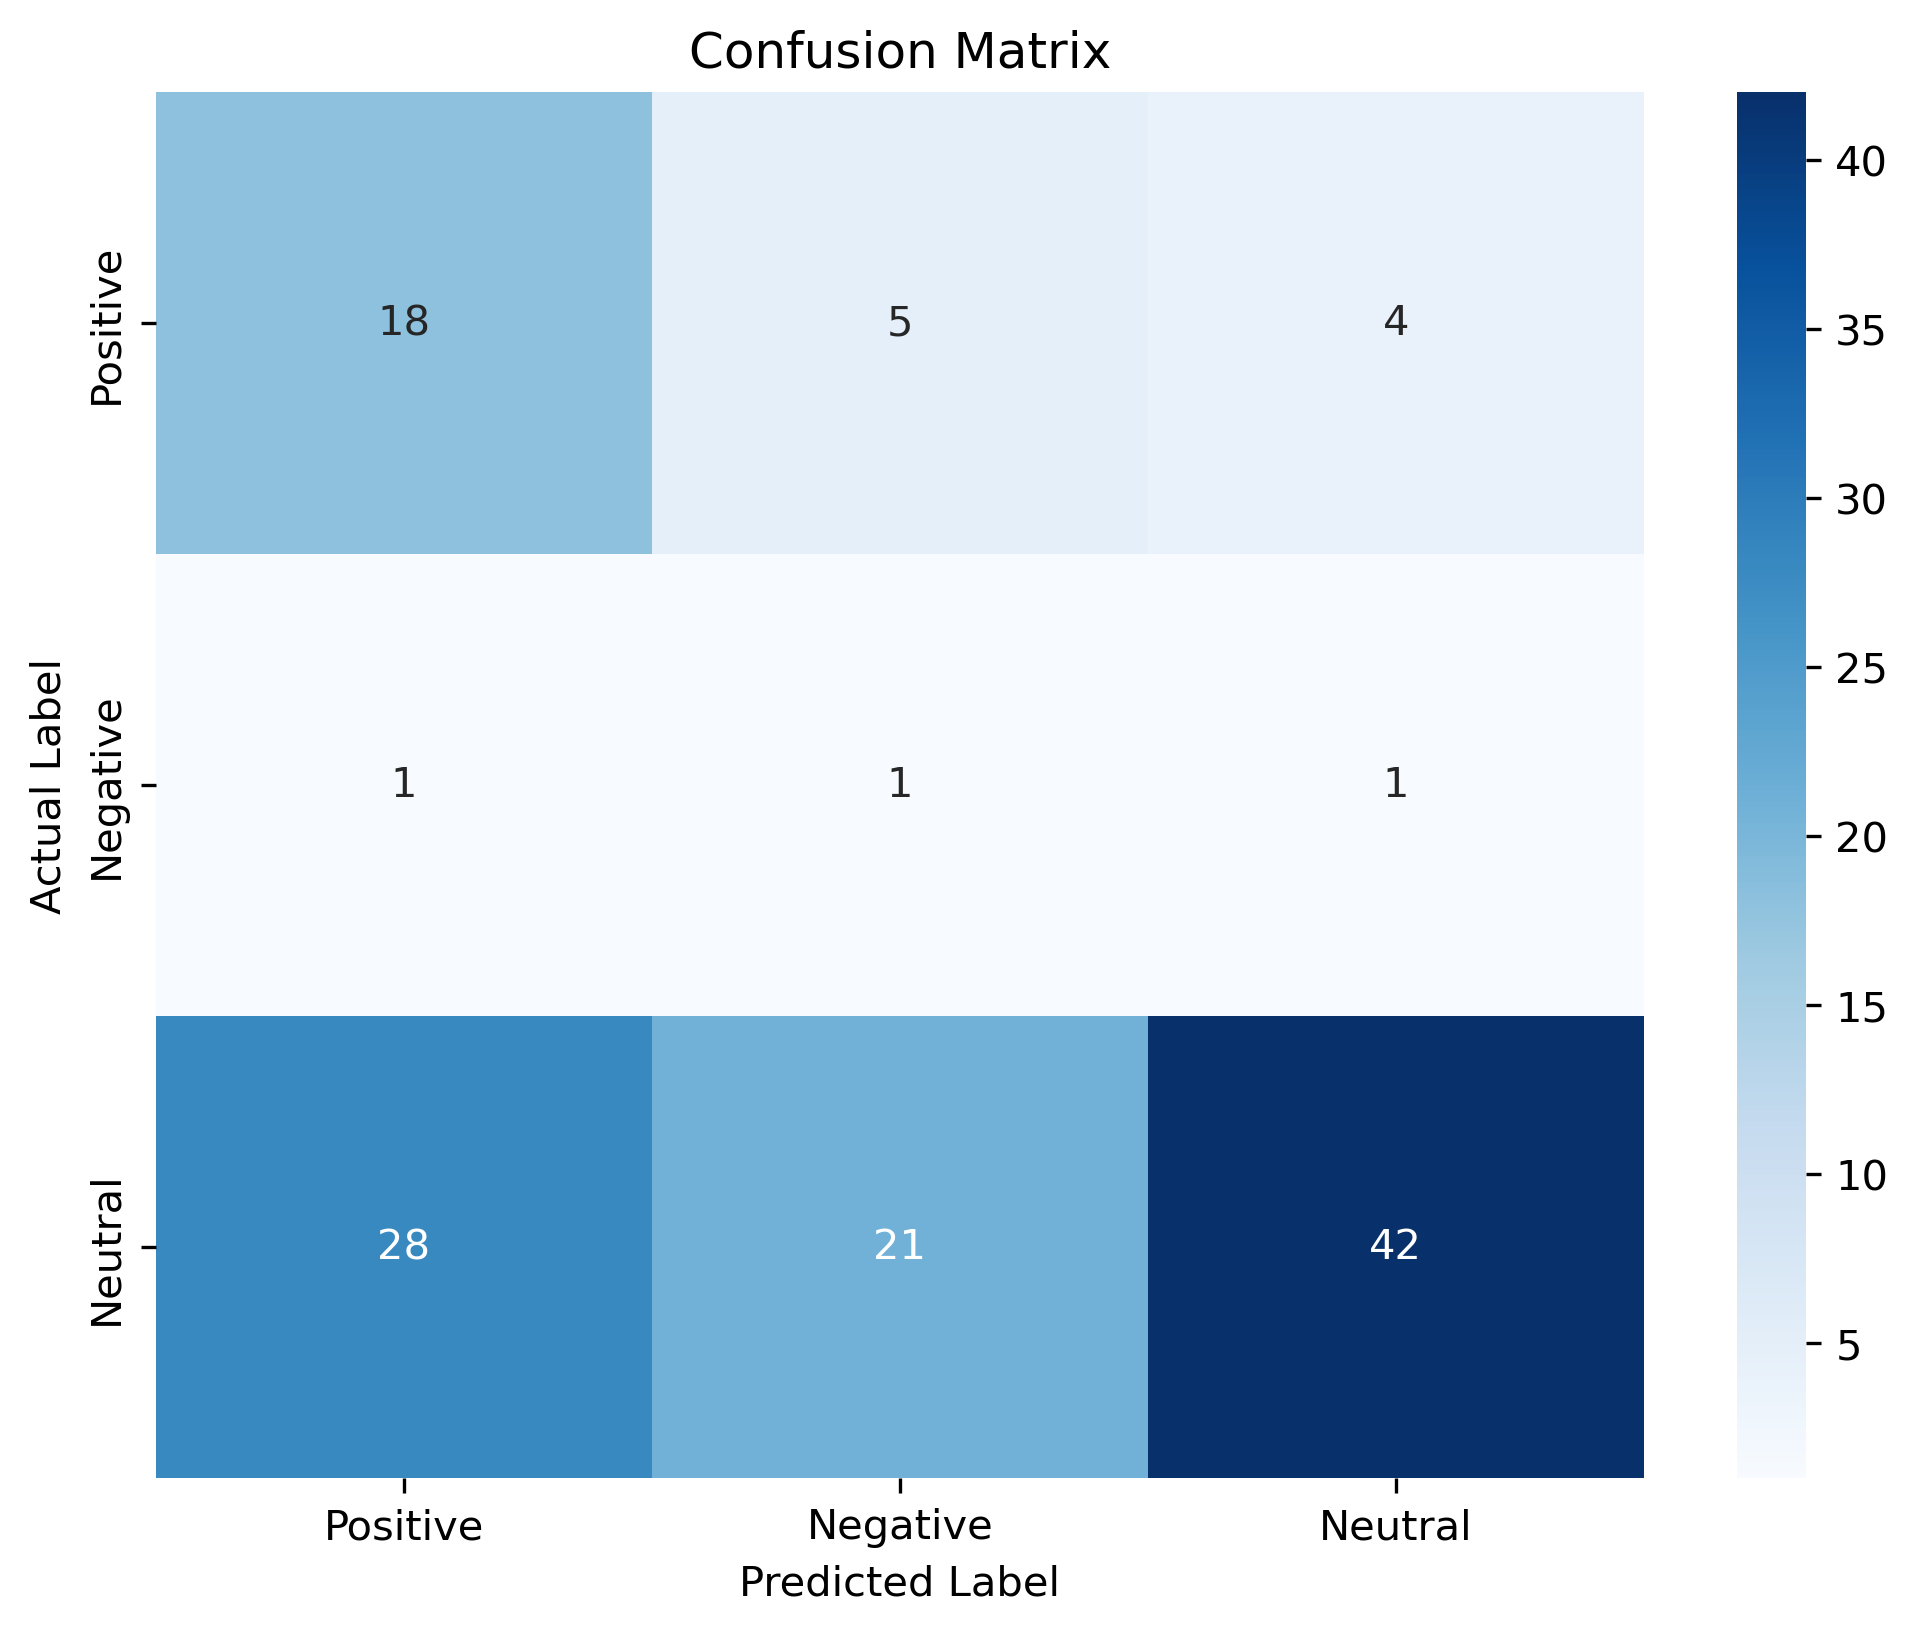 Confusion Matrix
Actual Label
Positive
18 5 4
Negative
1 1 1
Neutral
28 21 42
Positive Negative Neutral
Predicted Label
40
35
30
25
20
15
10
5